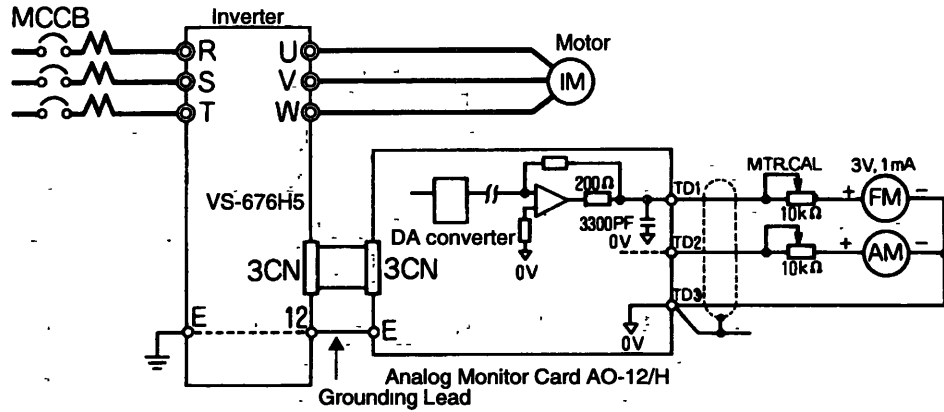 MCCB
Inverter
R
U
Motor
S
V
IM
T
W
VS-676H5
DA converter
0V
200Ω
3300PF
0V
TD1
MTR.CAL
10kΩ
3V, 1mA
+
FM
−
TD2
10kΩ
+
AM
−
3CN
3CN
TD3
E
12
E
0V
Analog Monitor Card AO-12/H
Grounding Lead